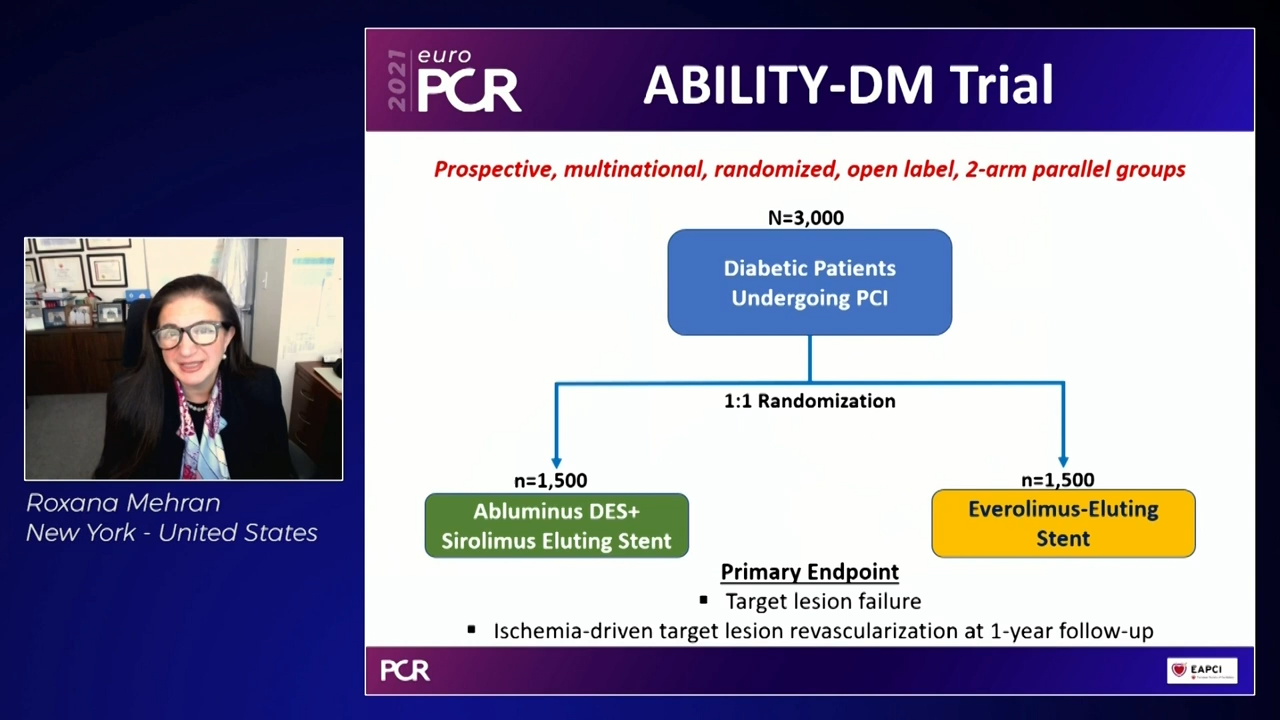 2021 euro
PCR
ABILITY-DM Trial
Prospective, multinational, randomized, open label, 2-arm parallel groups
N=3,000
Diabetic Patients
Undergoing PCI
1:1 Randomization
n=1,500
Abluminus DES+
Sirolimus Eluting Stent
n=1,500
Everolimus-Eluting
Stent
Primary Endpoint
▪ Target lesion failure
▪ Ischemia-driven target lesion revascularization at 1-year follow-up
Roxana Mehran
New York - United States
PCR
EAPCI